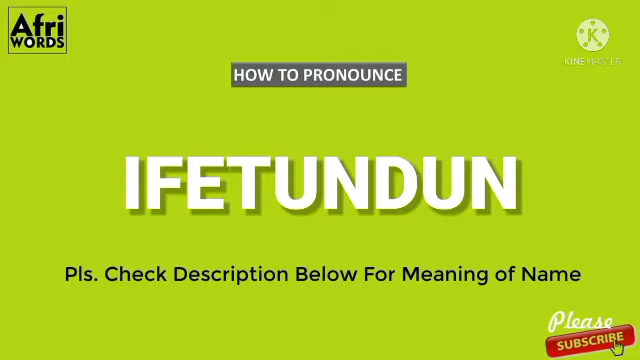 Afri
WORDS
KINEMASTER
HOW TO PRONOUNCE
IFETUNDUN
Pls. Check Description Below For Meaning of Name
Please
SUBSCRIBE